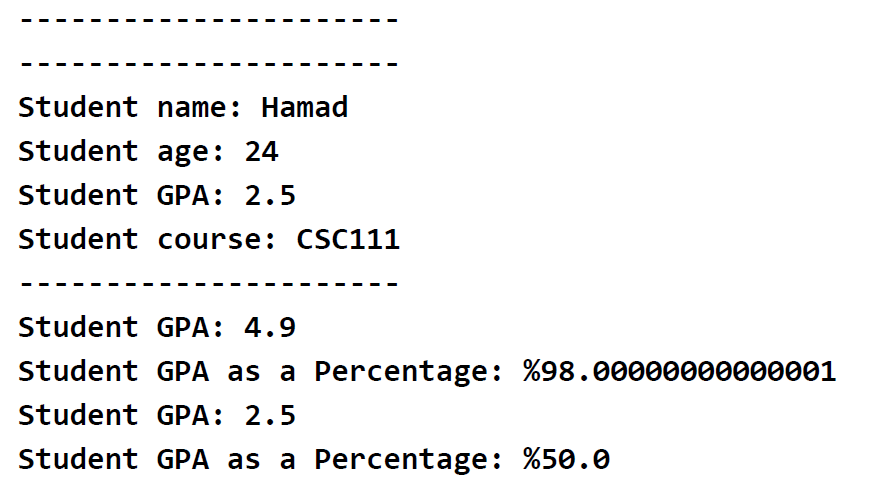 ----------------------
----------------------
Student name: Hamad
Student age: 24
Student GPA: 2.5
Student course: CSC111
----------------------
Student GPA: 4.9
Student GPA as a Percentage: %98.00000000000001
Student GPA: 2.5
Student GPA as a Percentage: %50.0